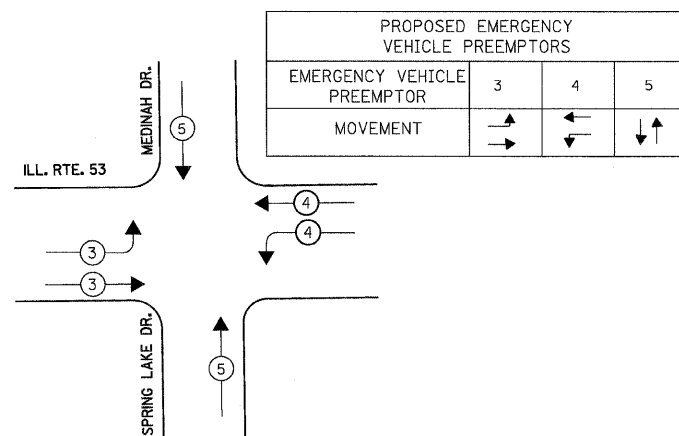 PROPOSED EMERGENCY
VEHICLE PREEMPTORS
EMERGENCY VEHICLE
PREEMPTOR
3
4
5
MOVEMENT
MEDINAH DR.
5
ILL. RTE. 53
4
4
3
3
SPRING LAKE DR.
5